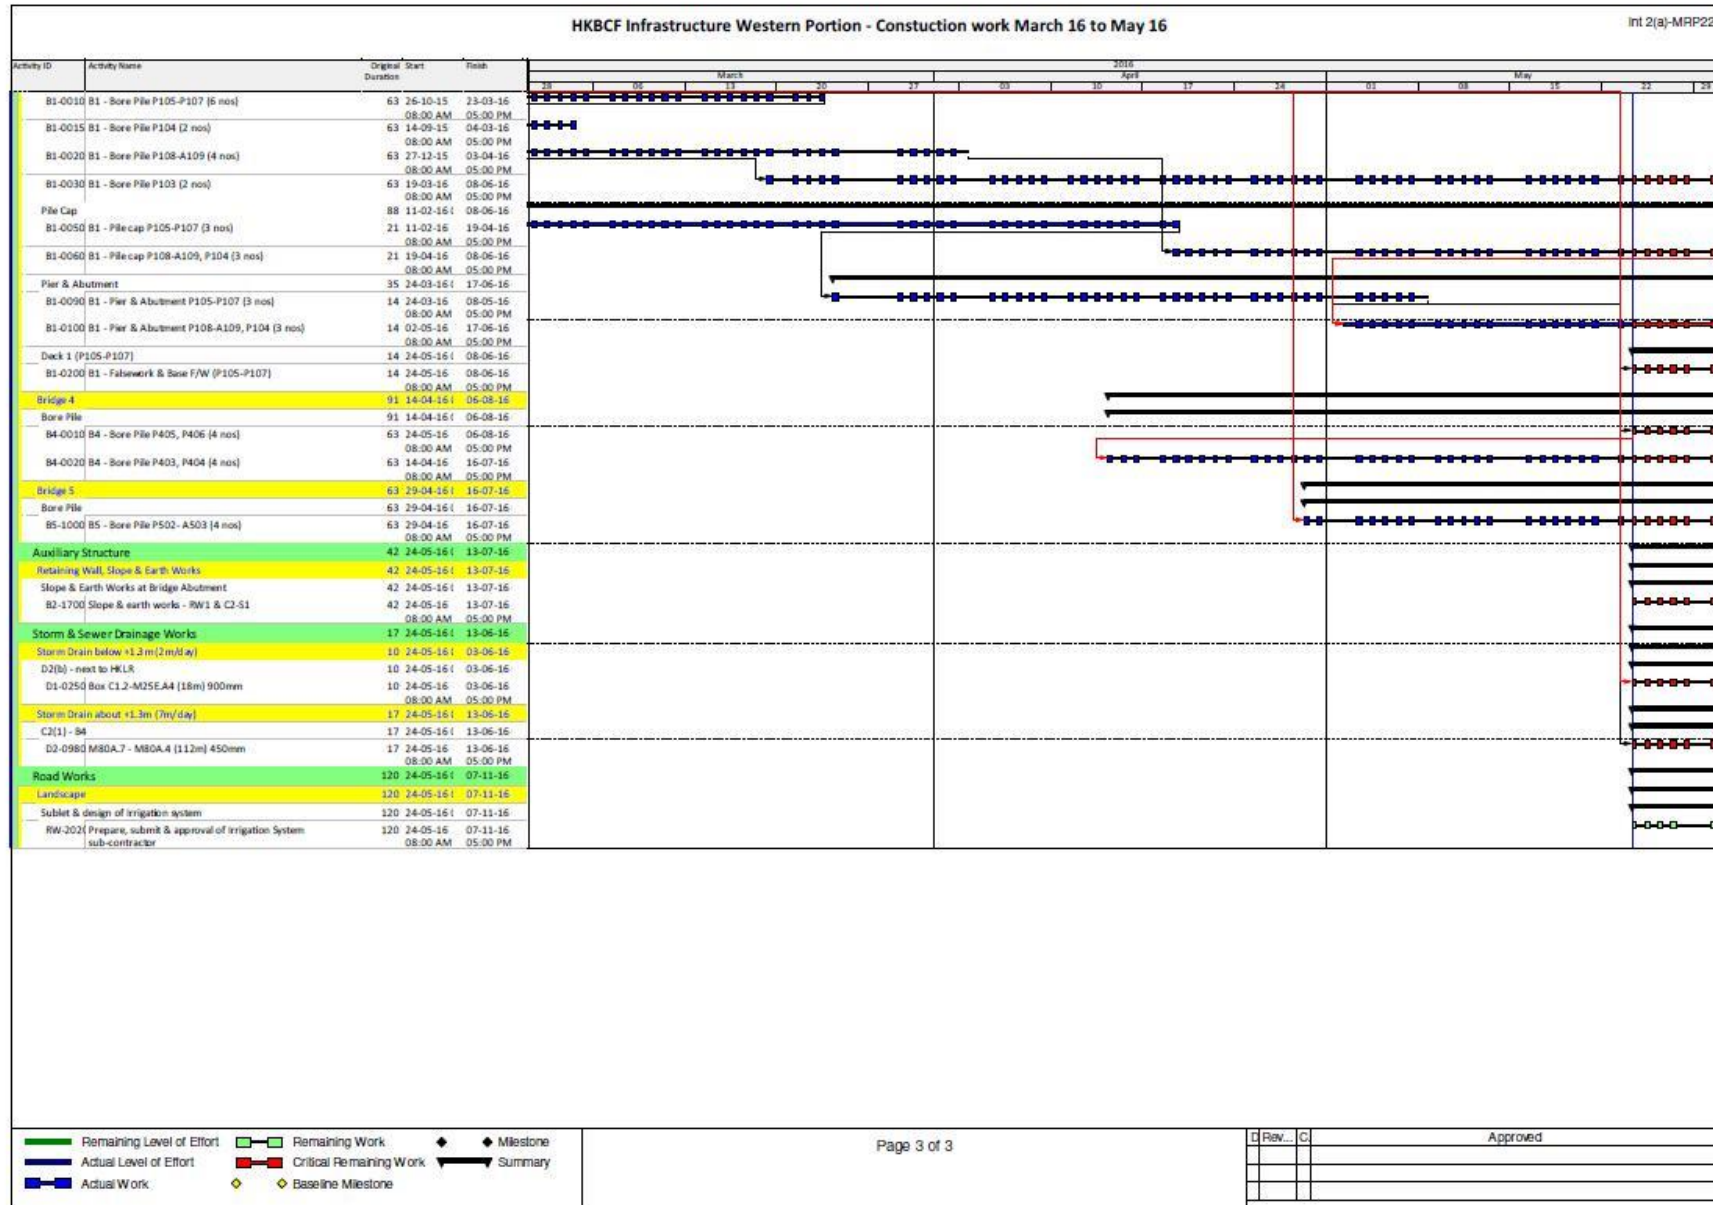 HKBCF Infrastructure Western Portion - Constuction work March 16 to May 16
Int 2(a)-MRP22
Activity ID Activity Name Original Duration Start Finish
2016
March April May
28 06 13 20 27 03 10 17 24 01 08 15 22 29
B1-0010 B1 - Bore Pile P105-P107 (6 nos) 63 26-10-15 23-03-16
08:00 AM 05:00 PM
B1-0015 B1 - Bore Pile P104 (2 nos) 63 14-09-15 04-03-16
08:00 AM 05:00 PM
B1-0020 B1 - Bore Pile P108-A109 (4 nos) 63 27-12-15 03-04-16
08:00 AM 05:00 PM
B1-0030 B1 - Bore Pile P103 (2 nos) 63 19-03-16 08-06-16
08:00 AM 05:00 PM
Pile Cap 88 11-02-16 08-06-16
B1-0050 B1 - Pile cap P105-P107 (3 nos) 21 11-02-16 19-04-16
08:00 AM 05:00 PM
B1-0060 B1 - Pile cap P108-A109, P104 (3 nos) 21 19-04-16 08-06-16
08:00 AM 05:00 PM
Pier & Abutment 35 24-03-16 17-06-16
B1-0090 B1 - Pier & Abutment P105-P107 (3 nos) 14 24-03-16 08-05-16
08:00 AM 05:00 PM
B1-0100 B1 - Pier & Abutment P108-A109, P104 (3 nos) 14 02-05-16 17-06-16
08:00 AM 05:00 PM
Deck 1 (P105-P107) 14 24-05-16 08-06-16
B1-0200 B1 - Falsework & Base F/W (P105-P107) 14 24-05-16 08-06-16
08:00 AM 05:00 PM
Bridge 4 91 14-04-16 06-08-16
Bore Pile 91 14-04-16 06-08-16
B4-0010 B4 - Bore Pile P405, P406 (4 nos) 63 24-05-16 06-08-16
08:00 AM 05:00 PM
B4-0020 B4 - Bore Pile P403, P404 (4 nos) 63 14-04-16 16-07-16
08:00 AM 05:00 PM
Bridge 5 63 29-04-16 16-07-16
Bore Pile 63 29-04-16 16-07-16
B5-1000 B5 - Bore Pile P502- A503 (4 nos) 63 29-04-16 16-07-16
08:00 AM 05:00 PM
Auxiliary Structure 42 24-05-16 13-07-16
Retaining Wall, Slope & Earth Works 42 24-05-16 13-07-16
Slope & Earth Works at Bridge Abutment 42 24-05-16 13-07-16
B2-1700 Slope & earth works - RW1 & C2-S1 42 24-05-16 13-07-16
08:00 AM 05:00 PM
Storm & Sewer Drainage Works 17 24-05-16 13-06-16
Storm Drain below +1.3m (2m/day) 10 24-05-16 03-06-16
D2(b) - next to HKLR 10 24-05-16 03-06-16
D1-0250 Box C1.2-M25E.A4 (18m) 900mm 10 24-05-16 03-06-16
08:00 AM 05:00 PM
Storm Drain about +1.3m (7m/day) 17 24-05-16 13-06-16
C2(1) - B4 17 24-05-16 13-06-16
D2-0980 M80A.7 - M80A.4 (112m) 450mm 17 24-05-16 13-06-16
08:00 AM 05:00 PM
Road Works 120 24-05-16 07-11-16
Landscape 120 24-05-16 07-11-16
Sublet & design of irrigation system 120 24-05-16 07-11-16
RW-202 Prepare, submit & approval of Irrigation System 120 24-05-16 07-11-16
sub-contractor 08:00 AM 05:00 PM
Remaining Level of Effort Remaining Work Milestone
Actual Level of Effort Critical Remaining Work Summary
Actual Work Baseline Milestone
Page 3 of 3
D Rev... C Approved